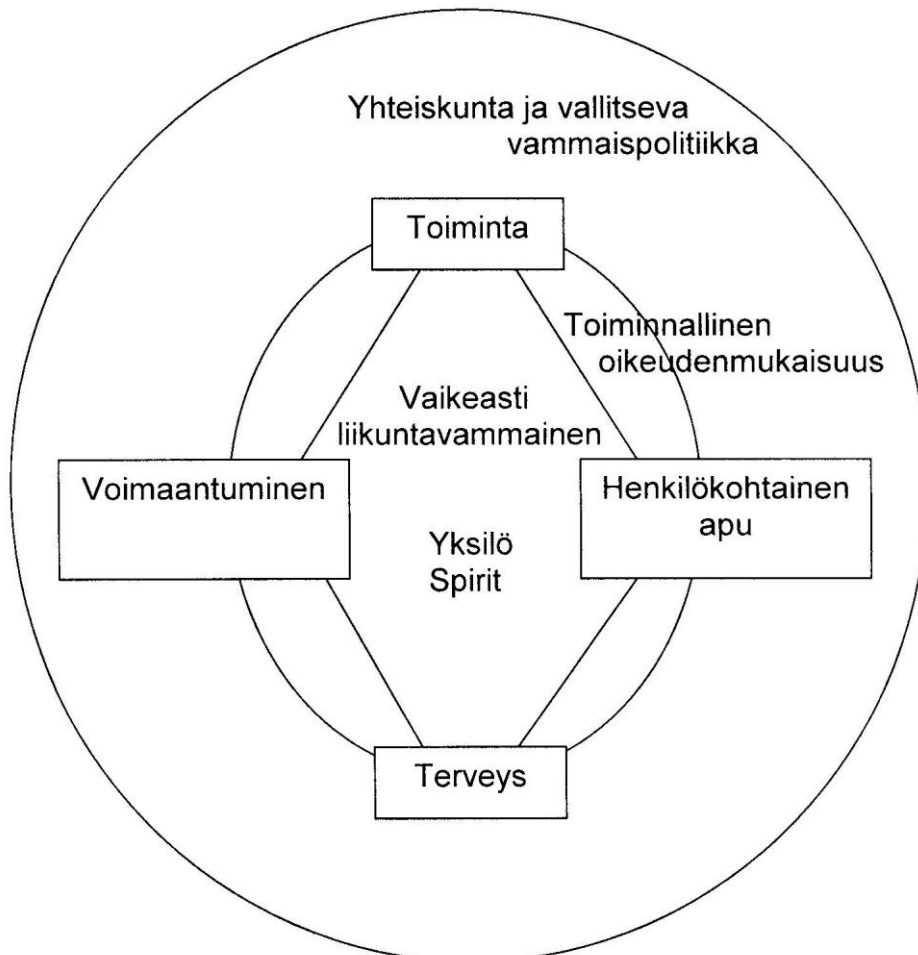 Yhteiskunta ja vallitseva
vammaispolitiikka
Toiminta
Toiminnallinen
oikeudenmukaisuus
Vaikeasti
liikuntavammainen
Voimaantuminen
Henkilökohtainen
apu
Yksilö
Spirit
Terveys